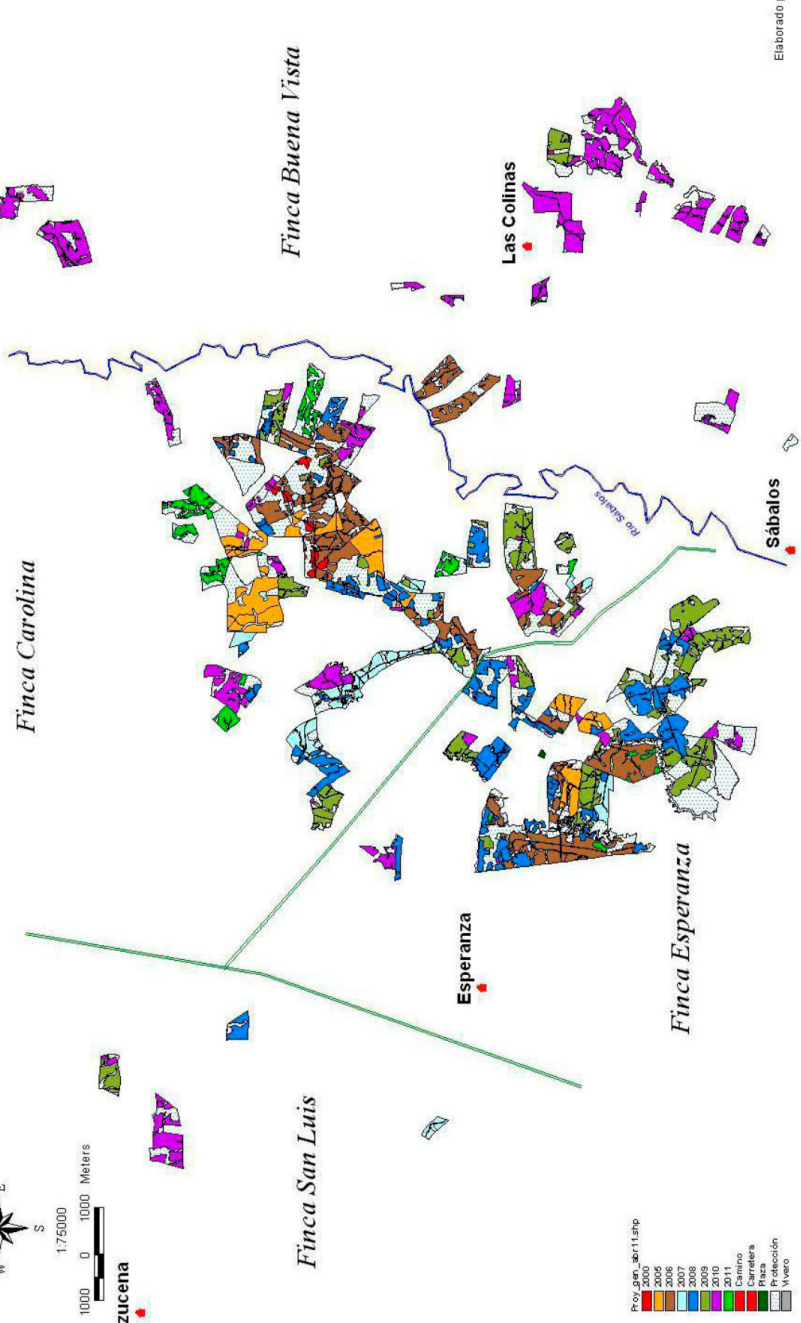 Finca Carolina
Finca Buena Vista
Las Colinas
Río Sábalos
Sábalos
Esperanza
Finca Esperanza
Finca San Luis
W
E
S
1:75000
1000 0 1000 Meters
zucena
Proy_gen_abr11.shp
2000
2005
2006
2007
2008
2009
2010
2011
Camino
Carretera
Plaza
Protección
Vivero
Elaborado